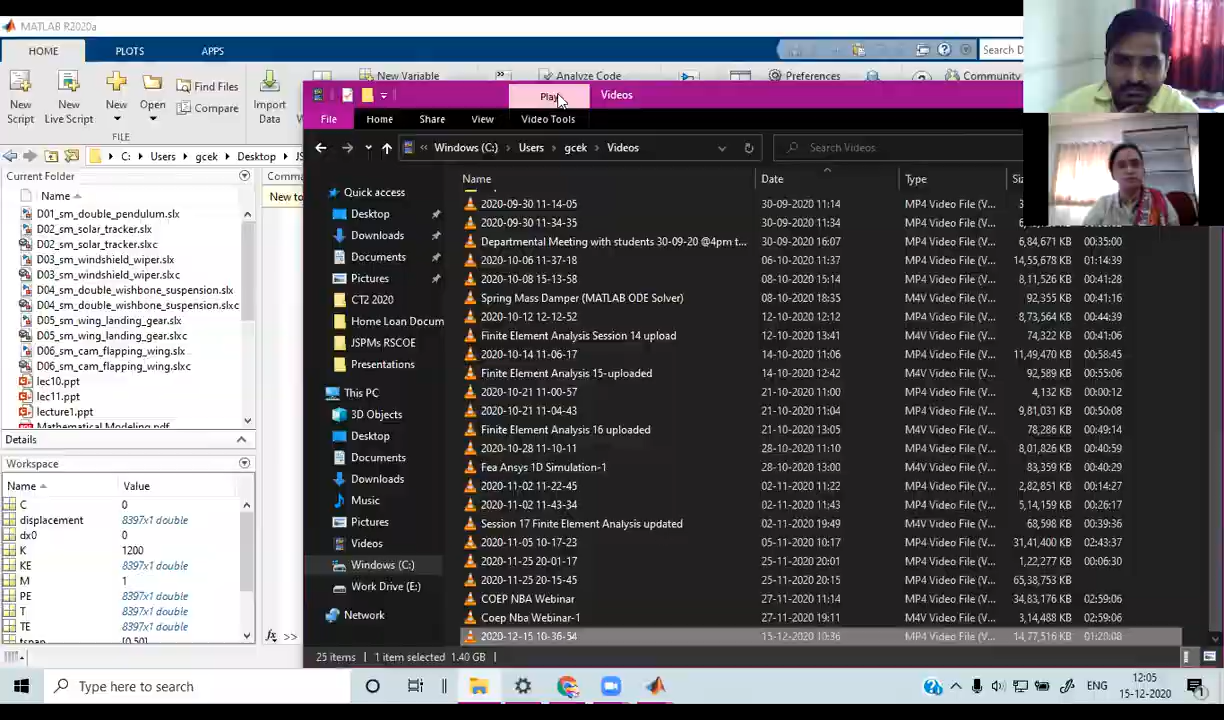 MATLAB R2020a
HOME
PLOTS
APPS
Search D
New
Script
New
Live Script
New
Open
Find Files
Compare
Import
Data
New Variable
Analyze Code
Preferences
Community
FILE
C:
Users
gcek
Desktop
Current Folder
Name
D01_sm_double_pendulum.slx
D02_sm_solar_tracker.slx
D02_sm_solar_tracker.slxc
D03_sm_windshield_wiper.slx
D03_sm_windshield_wiper.slxc
D04_sm_double_wishbone_suspension.slx
D04_sm_double_wishbone_suspension.slxc
D05_sm_wing_landing_gear.slx
D05_sm_wing_landing_gear.slxc
D06_sm_cam_flapping_wing.slx
D06_sm_cam_flapping_wing.slxc
lec10.ppt
lec11.ppt
lecture1.ppt
Mathematical Modeling.pdf
Details
Workspace
Name Value
C 0
displacement 8397x1 double
dx0 0
K 1200
KE 8397x1 double
M 1
PE 8397x1 double
T 8397x1 double
TE 8397x1 double
tspan [0,50]
Comma
New to
fx >>
Play
Videos
File
Home
Share
View
Video Tools
Windows (C:) > Users > gcek > Videos
Search Videos
Quick access
Desktop
Downloads
Documents
Pictures
CT2 2020
Home Loan Docum
JSPMs RSCOE
Presentations
This PC
3D Objects
Desktop
Documents
Downloads
Music
Pictures
Videos
Windows (C:)
Work Drive (E:)
Network
Name Date Type
2020-09-30 11-14-05 30-09-2020 11:14 MP4 Video File (V...
2020-09-30 11-34-35 30-09-2020 11:34 MP4 Video File (V...
Departmental Meeting with students 30-09-20 @4pm t... 30-09-2020 16:07 MP4 Video File (V... 6,84,671 KB 00:35:00
2020-10-06 11-37-18 06-10-2020 11:37 MP4 Video File (V... 14,55,678 KB 01:14:39
2020-10-08 15-13-58 08-10-2020 15:14 MP4 Video File (V... 8,11,526 KB 00:41:28
Spring Mass Damper (MATLAB ODE Solver) 08-10-2020 18:35 M4V Video File (V... 92,355 KB 00:41:16
2020-10-12 12-12-52 12-10-2020 12:12 MP4 Video File (V... 8,73,564 KB 00:44:39
Finite Element Analysis Session 14 upload 12-10-2020 13:41 M4V Video File (V... 74,322 KB 00:41:06
2020-10-14 11-06-17 14-10-2020 11:06 MP4 Video File (V... 11,49,470 KB 00:58:45
Finite Element Analysis 15-uploaded 14-10-2020 12:42 M4V Video File (V... 92,589 KB 00:55:06
2020-10-21 11-00-57 21-10-2020 11:00 MP4 Video File (V... 4,132 KB 00:00:12
2020-10-21 11-04-43 21-10-2020 11:04 MP4 Video File (V... 9,81,031 KB 00:50:08
Finite Element Analysis 16 uploaded 21-10-2020 13:05 M4V Video File (V... 78,286 KB 00:49:14
2020-10-28 11-10-11 28-10-2020 11:10 MP4 Video File (V... 8,01,826 KB 00:40:59
Fea Ansys 1D Simulation-1 28-10-2020 13:00 M4V Video File (V... 83,359 KB 00:40:29
2020-11-02 11-22-45 02-11-2020 11:22 MP4 Video File (V... 2,82,851 KB 00:14:27
2020-11-02 11-43-34 02-11-2020 11:43 MP4 Video File (V... 5,14,159 KB 00:26:17
Session 17 Finite Element Analysis updated 02-11-2020 19:49 M4V Video File (V... 68,598 KB 00:39:36
2020-11-05 10-17-23 05-11-2020 10:17 MP4 Video File (V... 31,41,400 KB 02:43:37
2020-11-25 20-01-17 25-11-2020 20:01 MP4 Video File (V... 1,22,277 KB 00:06:30
2020-11-25 20-15-45 25-11-2020 20:15 MP4 Video File (V... 65,38,753 KB
COEP NBA Webinar 27-11-2020 11:14 MP4 Video File (V... 34,83,176 KB 02:59:06
Coep Nba Webinar-1 27-11-2020 19:11 M4V Video File (V... 3,14,488 KB 02:59:06
2020-12-15 10-36-54 15-12-2020 10:36 MP4 Video File (V... 14,77,516 KB 01:20:08
25 items
1 item selected 1.40 GB
Type here to search
ENG
12:05
15-12-2020